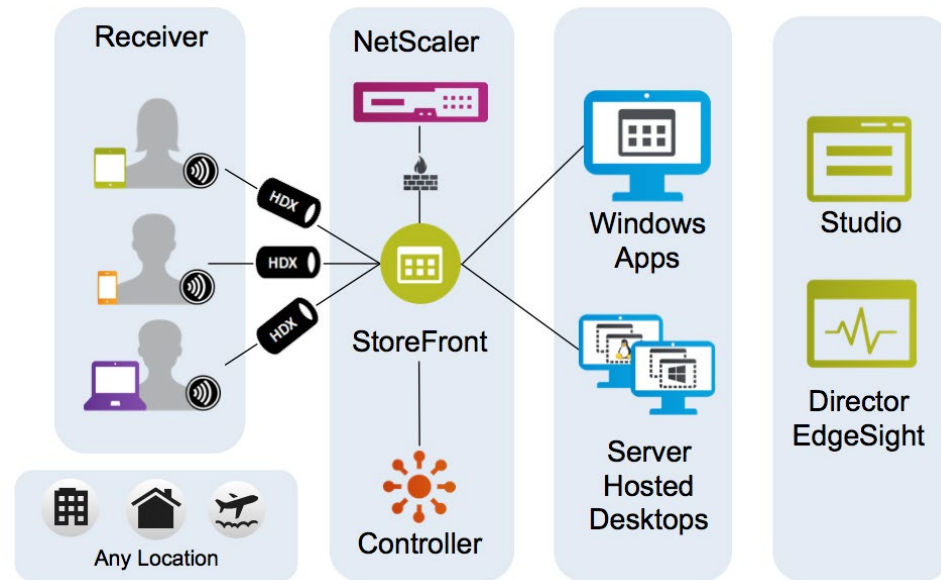 Receiver
HDX
HDX
HDX
Any Location
NetScaler
StoreFront
Controller
Windows
Apps
Server
Hosted
Desktops
Studio
Director
EdgeSight